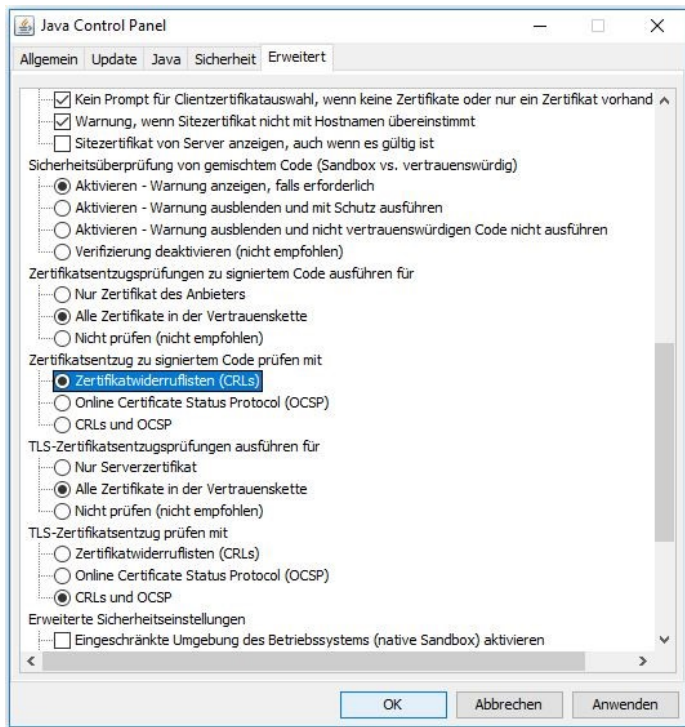 Java Control Panel
Allgemein Update Java Sicherheit Erweitert
Kein Prompt für Clientzertifikatauswahl, wenn keine Zertifikate oder nur ein Zertifikat vorhand
Warnung, wenn Sitezertifikat nicht mit Hostnamen übereinstimmt
Sitezertifikat von Server anzeigen, auch wenn es gültig ist
Sicherheitsüberprüfung von gemischtem Code (Sandbox vs. vertrauenswürdig)
Aktivieren - Warnung anzeigen, falls erforderlich
Aktivieren - Warnung ausblenden und mit Schutz ausführen
Aktivieren - Warnung ausblenden und nicht vertrauenswürdigen Code nicht ausführen
Verifizierung deaktivieren (nicht empfohlen)
Zertifikatsentzugsprüfungen zu signiertem Code ausführen für
Nur Zertifikat des Anbieters
Alle Zertifikate in der Vertrauenskette
Nicht prüfen (nicht empfohlen)
Zertifikatsentzug zu signiertem Code prüfen mit
Zertifikatwiderruflisten (CRLs)
Online Certificate Status Protocol (OCSP)
CRLs und OCSP
TLS-Zertifikatsentzugsprüfungen ausführen für
Nur Serverzertifikat
Alle Zertifikate in der Vertrauenskette
Nicht prüfen (nicht empfohlen)
TLS-Zertifikatsentzug prüfen mit
Zertifikatwiderruflisten (CRLs)
Online Certificate Status Protocol (OCSP)
CRLs und OCSP
Erweiterte Sicherheitseinstellungen
Eingeschränkte Umgebung des Betriebssystems (native Sandbox) aktivieren
OK Abbrechen Anwenden